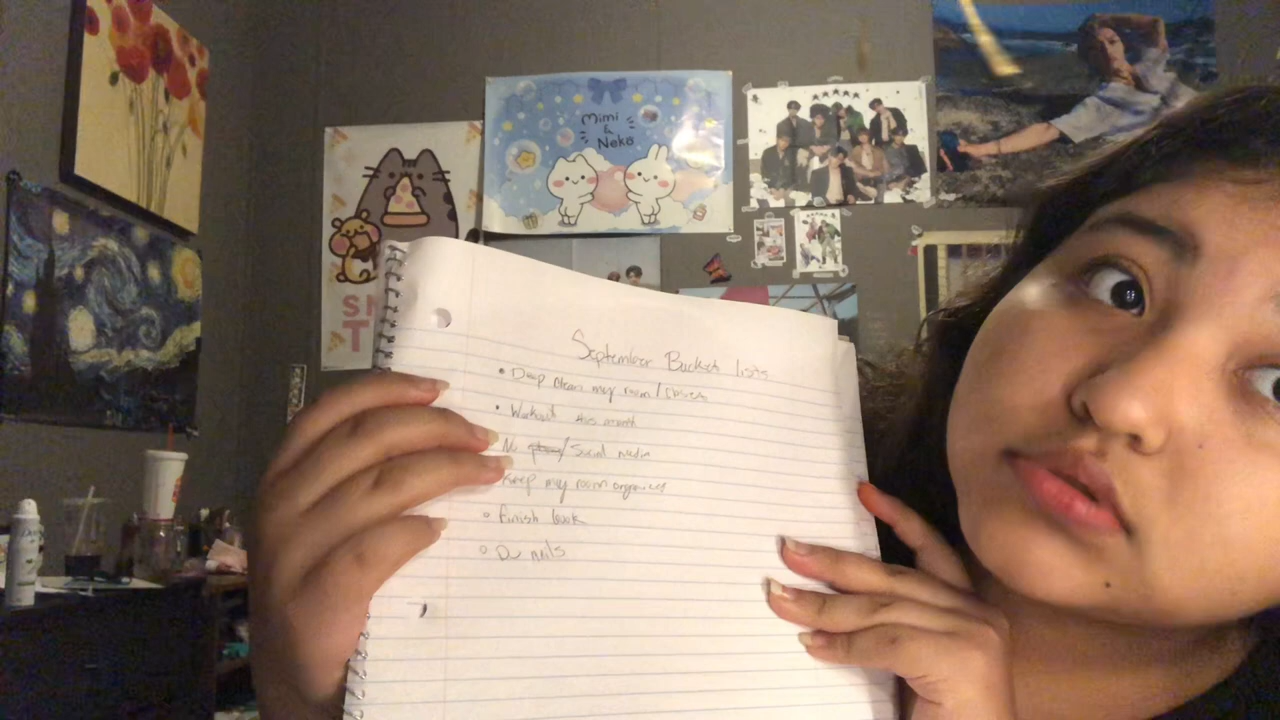 Mimi
&
Neko
S
T
September Bucket lists
• Deep clean my room/
• Workout this month
• No /Social media
• Keep my room organized
• Finish book
• Do nails